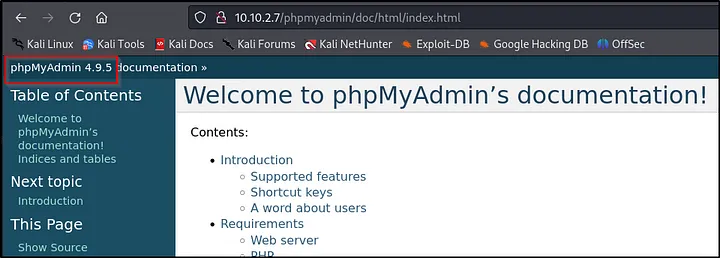 10.10.2.7/phpmyadmin/doc/html/index.html
Kali Linux Kali Tools Kali Docs Kali Forums Kali NetHunter Exploit-DB Google Hacking DB OffSec
phpMyAdmin 4.9.5 documentation »
Table of Contents
Welcome to
phpMyAdmin’s
documentation!
Indices and tables
Next topic
Introduction
This Page
Show Source
Welcome to phpMyAdmin’s documentation!
Contents:
Introduction
Supported features
Shortcut keys
A word about users
Requirements
Web server
PHP